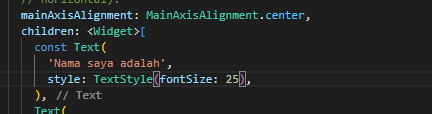 // horizontal).
mainAxisAlignment: MainAxisAlignment.center,
children: <Widget>[
const Text(
'Nama saya adalah',
style: TextStyle(fontSize: 25),
), // Text
Text(